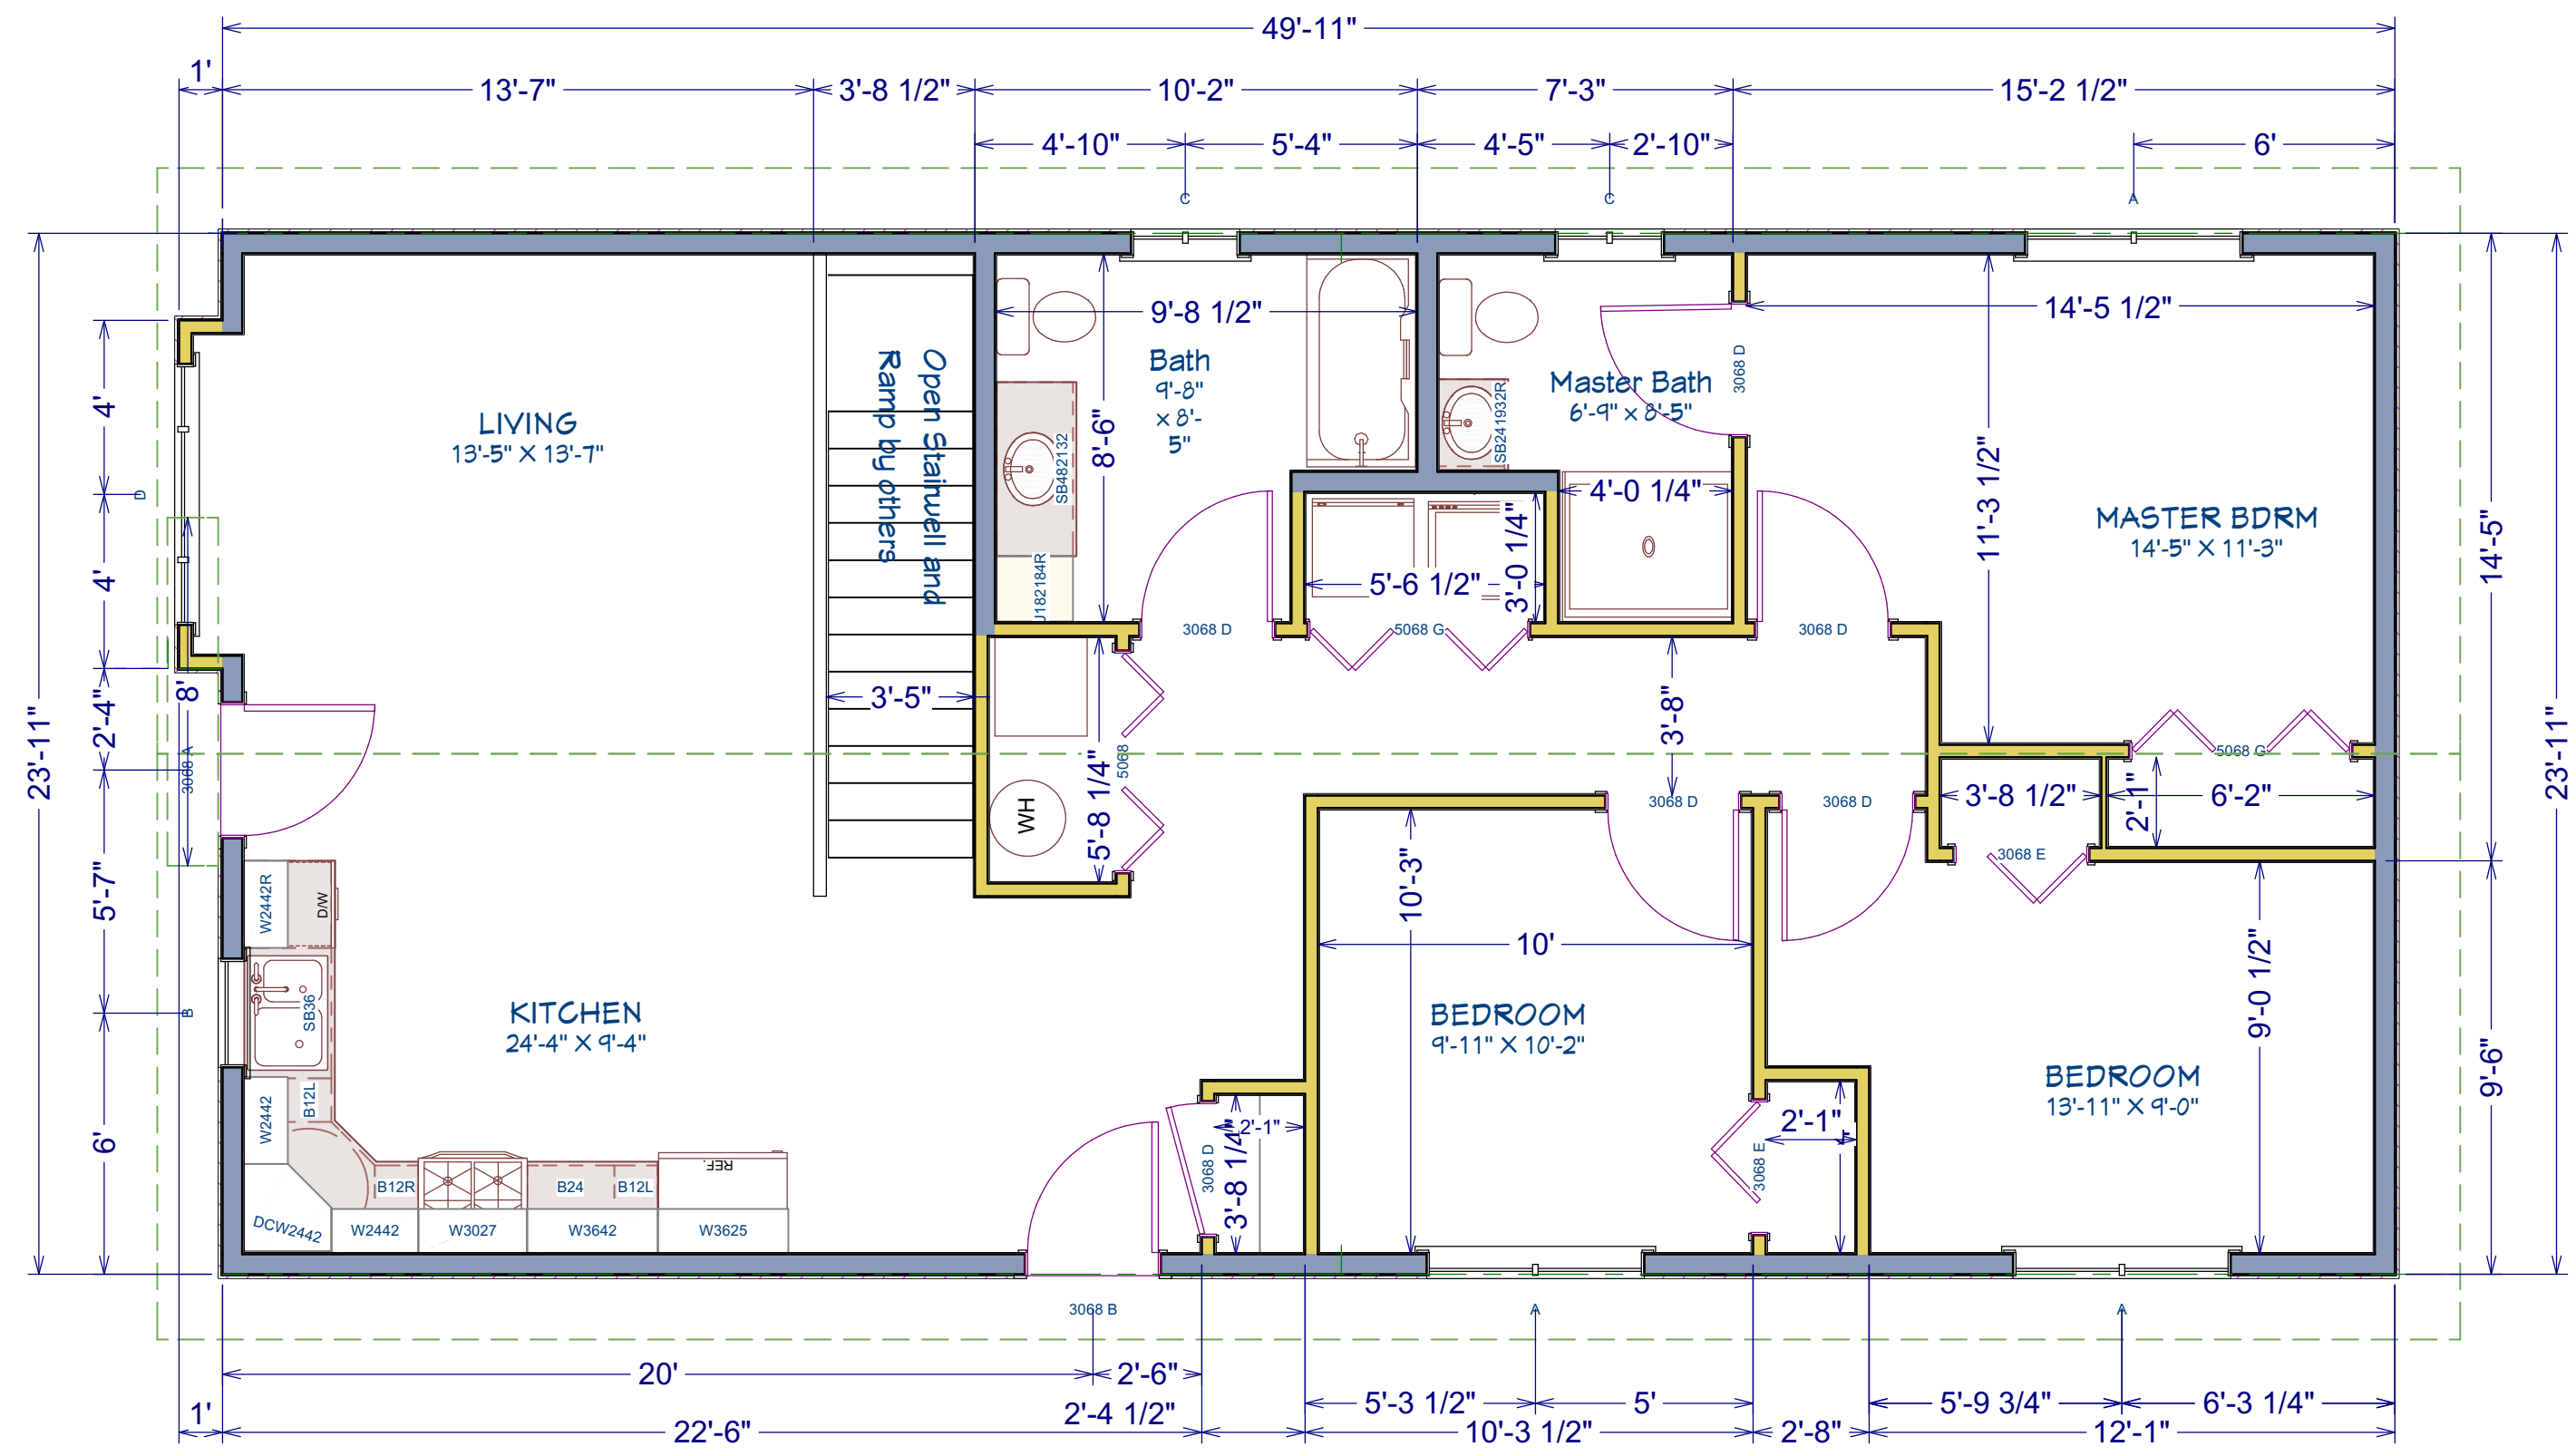 49'-11"
1'
13'-7"
3'-8 1/2"
10'-2"
7'-3"
15'-2 1/2"
4'-10"
5'-4"
4'-5"
2'-10"
6'
C
C
A
9'-8 1/2"
14'-5 1/2"
Bath
9'-8"
x 8'-
5"
Master Bath
6'-9" x 8'-5"
3068 D
SB241932R
SB482132
8'-6"
U182184R
LIVING
13'-5" X 13'-7"
Open Stairwell and
Ramp by others
4'
D
4'
8'
2'-4"
3068 A
23'-11"
5'-7"
B
6'
4'-0 1/4"
3'-0 1/4"
5'-6 1/2"
11'-3 1/2"
MASTER BDRM
14'-5" X 11'-3"
14'-5"
23'-11"
9'-6"
3068 D
5068 G
3068 D
3'-5"
3'-8"
5068
5'-8 1/4"
WH
5068 G
3068 D
3068 D
3'-8 1/2"
2'-1"
6'-2"
3068 E
10'-3"
10'
9'-0 1/2"
W2442R
D/W
SB36
W2442
B12L
KITCHEN
24'-4" X 9'-4"
BEDROOM
9'-11" X 10'-2"
BEDROOM
13'-11" X 9'-0"
2'-1"
3068 D
3'-8 1/4"
2'-1"
3068 E
REF.
B12R
B24
B12L
DCW2442
W2442
W3027
W3642
W3625
3068 B
A
A
20'
2'-6"
1'
22'-6"
2'-4 1/2"
5'-3 1/2"
5'
5'-9 3/4"
6'-3 1/4"
10'-3 1/2"
2'-8"
12'-1"